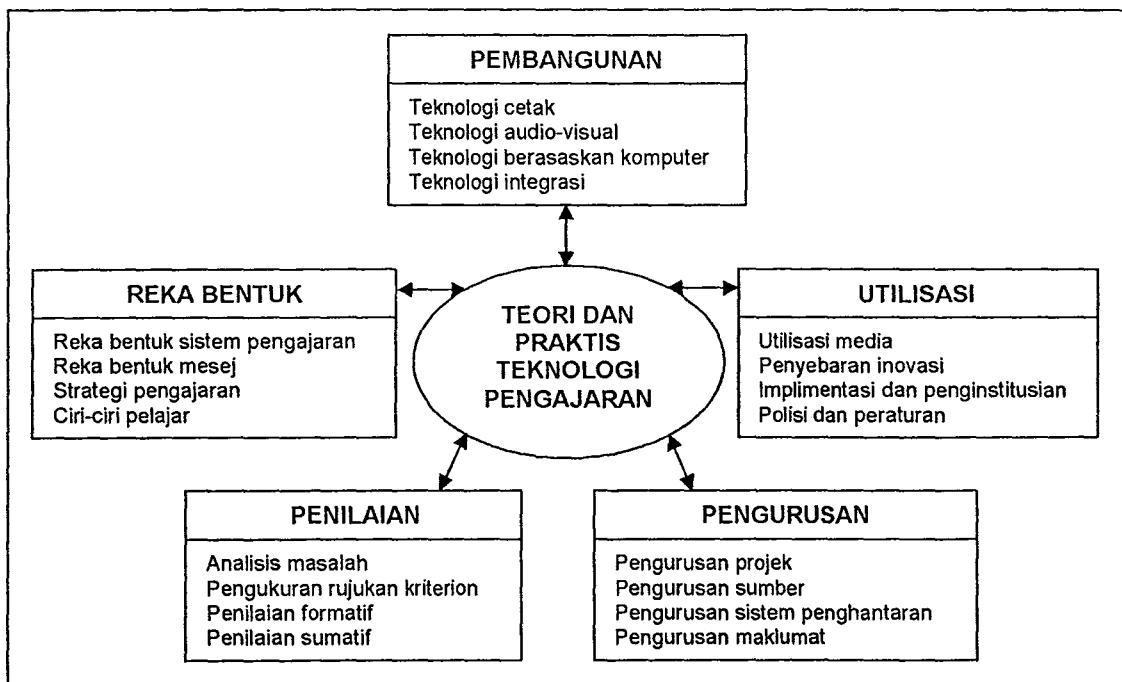 PEMBANGUNAN
Teknologi cetak
Teknologi audio-visual
Teknologi berasaskan komputer
Teknologi integrasi
REKA BENTUK
Reka bentuk sistem pengajaran
Reka bentuk mesej
Strategi pengajaran
Ciri-ciri pelajar
TEORI DAN
PRAKTIS
TEKNOLOGI
PENGAJARAN
UTILISASI
Utilisasi media
Penyebaran inovasi
Implimentasi dan penginstitusian
Polisi dan peraturan
PENILAIAN
Analisis masalah
Pengukuran rujukan kriterion
Penilaian formatif
Penilaian sumatif
PENGURUSAN
Pengurusan projek
Pengurusan sumber
Pengurusan sistem penghantaran
Pengurusan maklumat